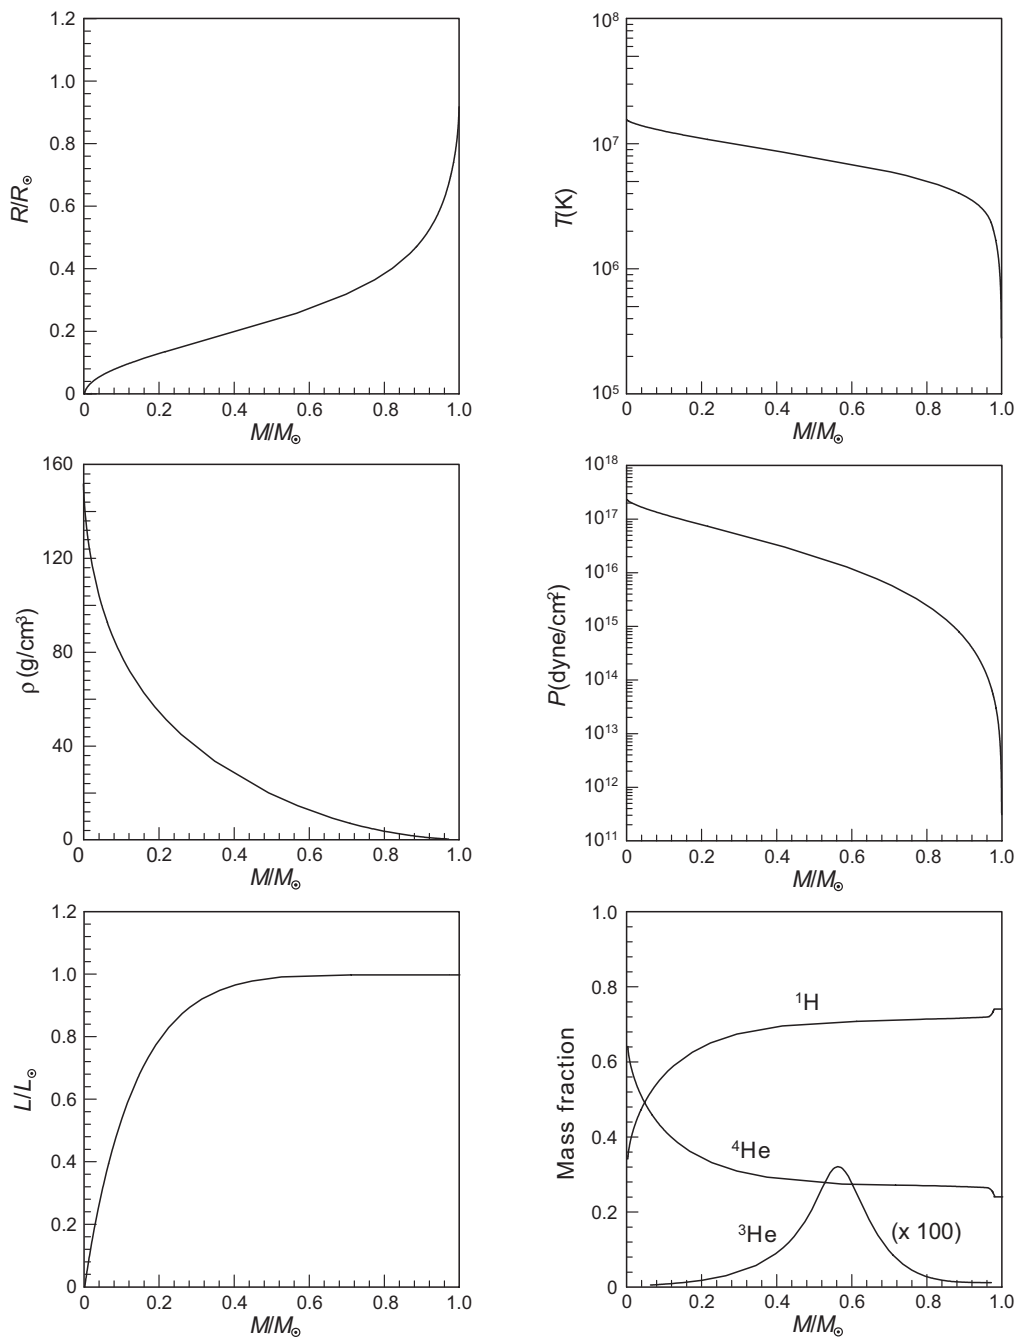 R/R☉
1.2
1.0
0.8
0.6
0.4
0.2
0
0 0.2 0.4 0.6 0.8 1.0
M/M☉
T(K)
10⁸
10⁷
10⁶
10⁵
0 0.2 0.4 0.6 0.8 1.0
M/M☉
ρ (g/cm³)
160
120
80
40
0
0 0.2 0.4 0.6 0.8 1.0
M/M☉
P(dyne/cm²)
10¹⁸
10¹⁷
10¹⁶
10¹⁵
10¹⁴
10¹³
10¹²
10¹¹
0 0.2 0.4 0.6 0.8 1.0
M/M☉
L/L☉
1.2
1.0
0.8
0.6
0.4
0.2
0
0 0.2 0.4 0.6 0.8 1.0
M/M☉
Mass fraction
1.0
0.8
0.6
0.4
0.2
0
¹H
⁴He
³He
(x 100)
0 0.2 0.4 0.6 0.8 1.0
M/M☉